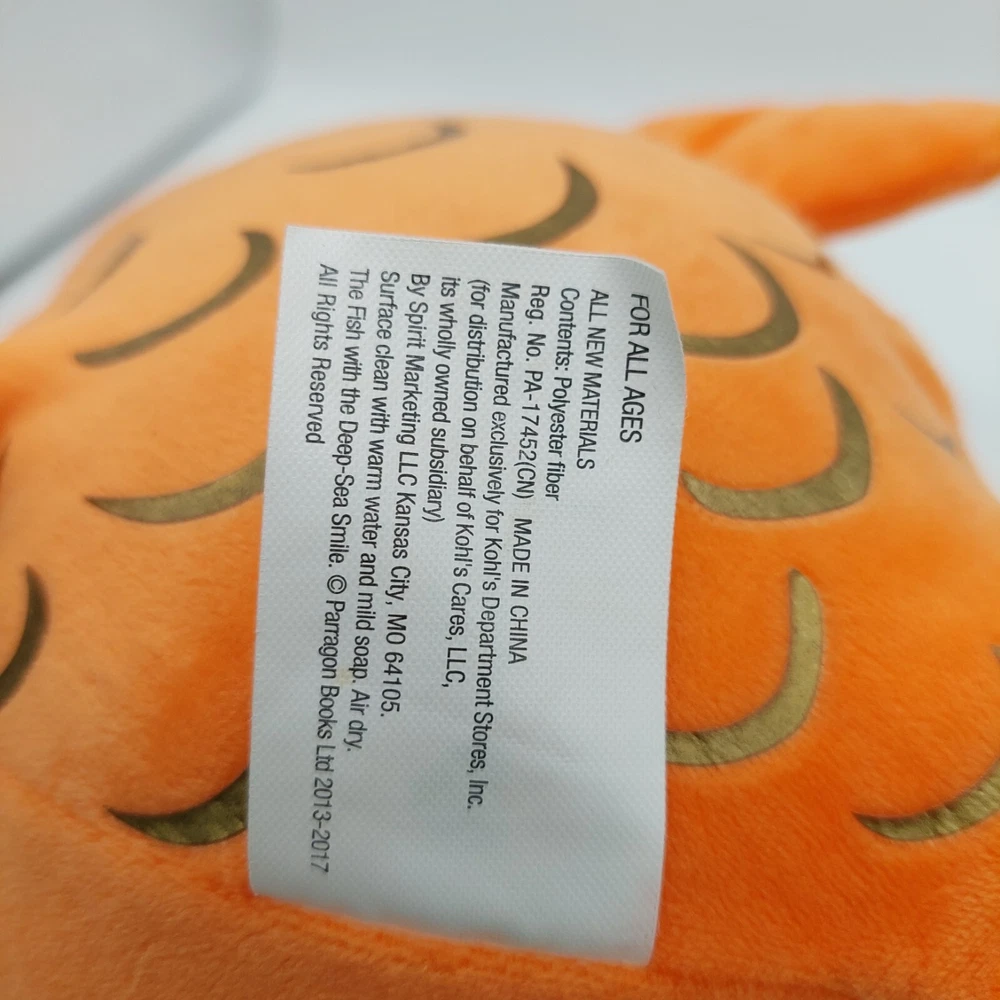 FOR ALL AGES
ALL NEW MATERIALS
Contents: Polyester fiber
Reg. No. PA-17452(CN) MADE IN CHINA
Manufactured exclusively for Kohl's Department Stores, Inc.
(for distribution on behalf of Kohl's Cares, LLC,
its wholly owned subsidiary)
By Spirit Marketing LLC Kansas City, MO 64105.
Surface clean with warm water and mild soap. Air dry.
The Fish with the Deep-Sea Smile. © Parragon Books Ltd 2013-2017
All Rights Reserved